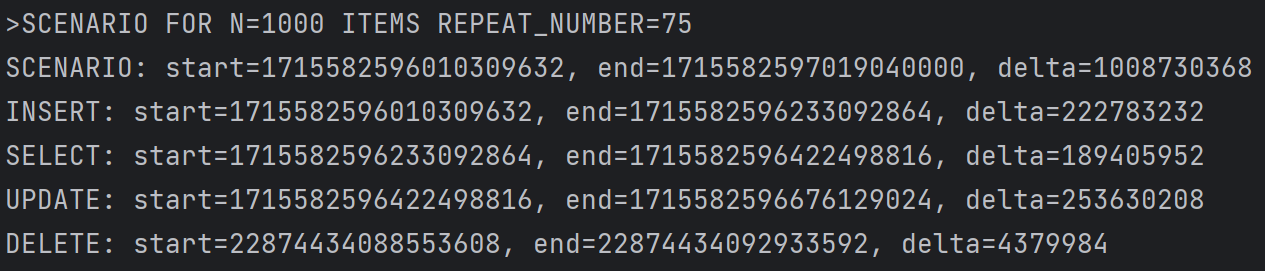 >SCENARIO FOR N=1000 ITEMS REPEAT_NUMBER=75
SCENARIO: start=1715582596010309632, end=1715582597019040000, delta=1008730368
INSERT: start=1715582596010309632, end=1715582596233092864, delta=222783232
SELECT: start=1715582596233092864, end=1715582596422498816, delta=189405952
UPDATE: start=1715582596422498816, end=1715582596676129024, delta=253630208
DELETE: start=22874434088553608, end=22874434092933592, delta=4379984